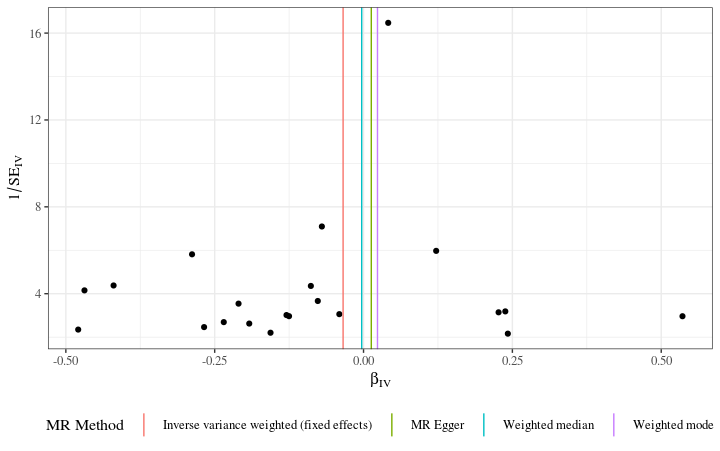 16
12
8
4
1/SE_IV
-0.50 -0.25 0.00 0.25 0.50
β_IV
MR Method Inverse variance weighted (fixed effects) MR Egger Weighted median Weighted mode